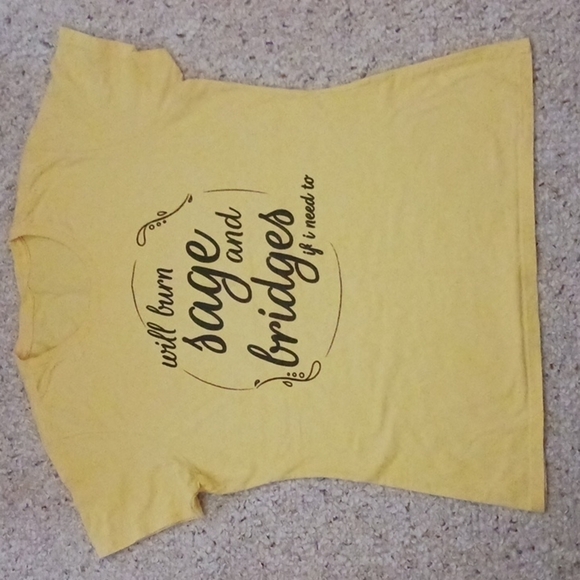 will burn
sage
and
bridges
if i need to